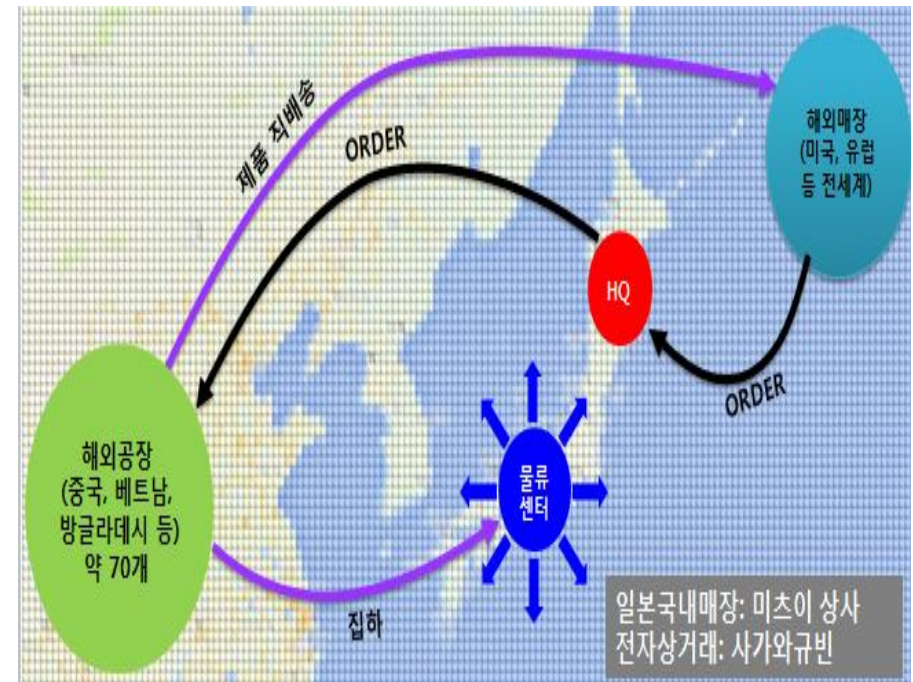 제품 직배송
ORDER
해외매장
(미국, 유럽
등 전세계)
HQ
ORDER
해외공장
(중국, 베트남,
방글라데시 등)
약 70개
물류
센터
집하
일본국내매장: 미츠이 상사
전자상거래: 사가와규빈